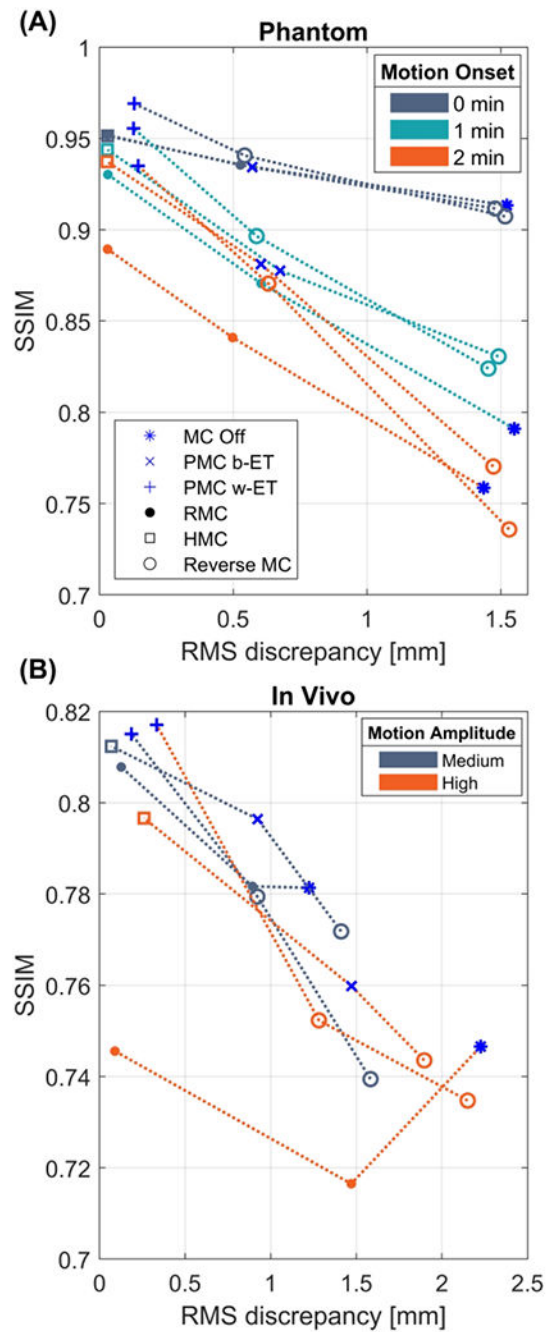 (A)
Phantom
Motion Onset
0 min
1 min
2 min
1
0.95
0.9
0.85
0.8
0.75
0.7
SSIM
MC Off
PMC b-ET
PMC w-ET
RMC
HMC
Reverse MC
0 0.5 1 1.5
RMS discrepancy [mm]
(B)
In Vivo
Motion Amplitude
Medium
High
0.82
0.8
0.78
0.76
0.74
0.72
0.7
SSIM
0 0.5 1 1.5 2 2.5
RMS discrepancy [mm]